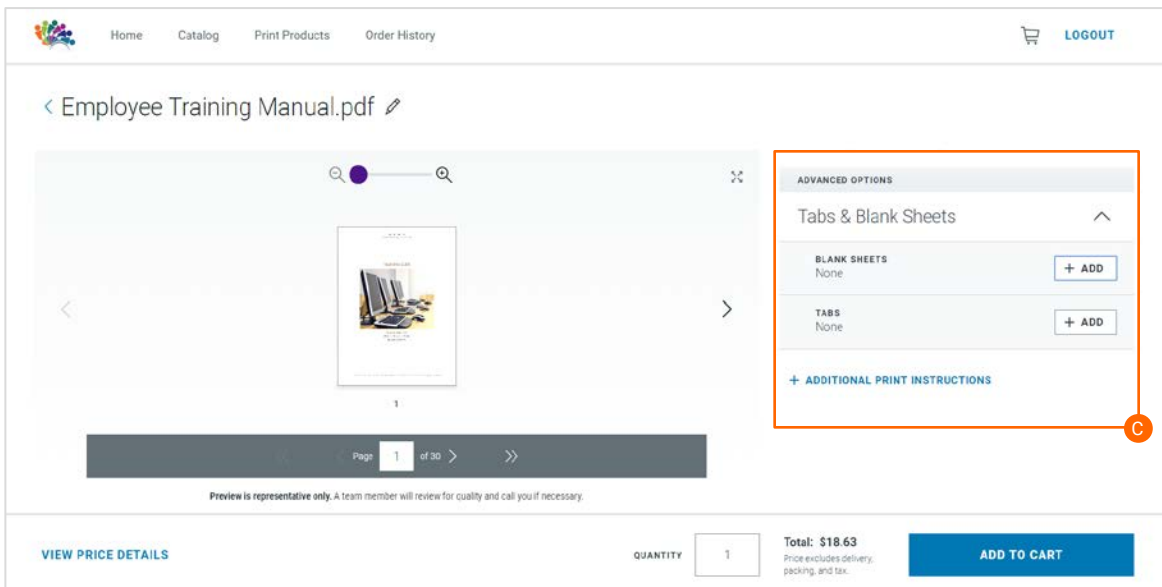 Home Catalog Print Products Order History LOGOUT
< Employee Training Manual.pdf
ADVANCED OPTIONS
Tabs & Blank Sheets
BLANK SHEETS
None
+ ADD
TABS
None
+ ADD
+ ADDITIONAL PRINT INSTRUCTIONS
C
1
Page 1 of 30
Preview is representative only. A team member will review for quality and call you if necessary.
VIEW PRICE DETAILS
QUANTITY 1
Total: $18.63
Price excludes delivery,
packing, and tax.
ADD TO CART